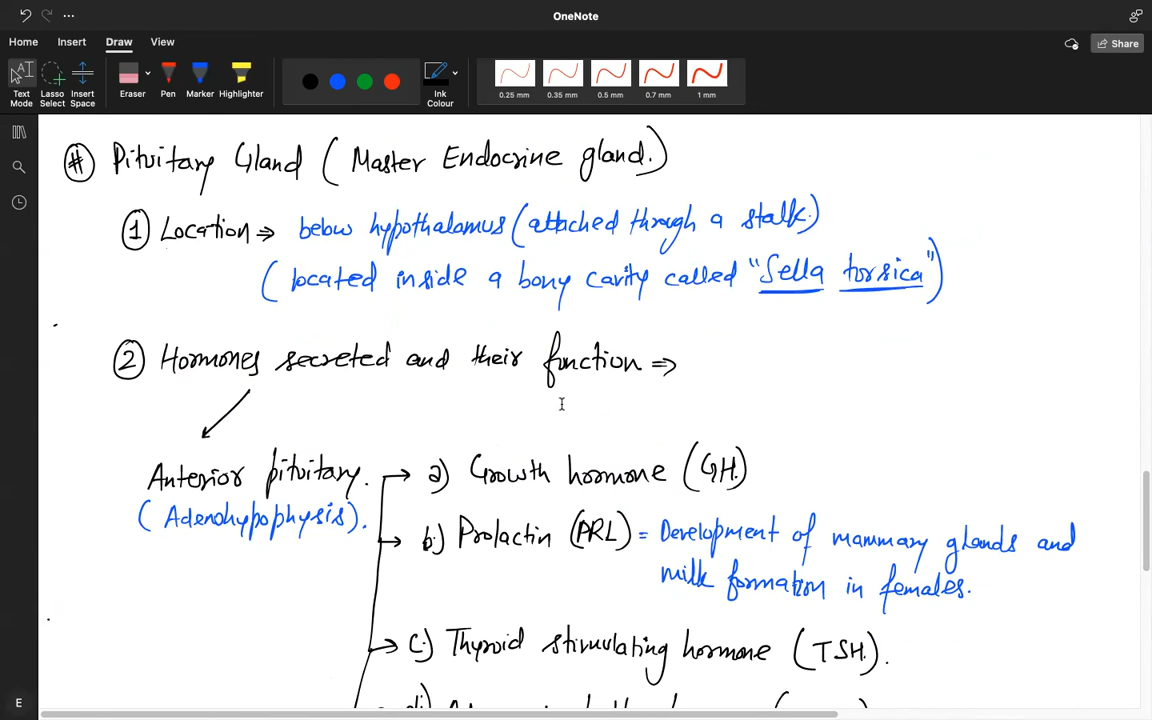 OneNote
Home Insert Draw View
Share
Text Mode
Lasso Select
Insert Space
Eraser
Pen
Marker
Highlighter
Ink Colour
0.25 mm 0.35 mm 0.5 mm 0.7 mm 1 mm
# Pituitary Gland (Master Endocrine gland.)
1 Location ⇒ below hypothalamus (attached through a stalk.)
(located inside a bony cavity called "Sella torsica")
2 Hormones secreted and their function ⇒
Anterior pituitary.
(Adenohypophysis).
a) Growth hormone (GH.)
b.) Prolactin (PRL) = Development of mammary glands and
milk formation in females.
c.) Thyroid stimulating hormone (TSH.).
E